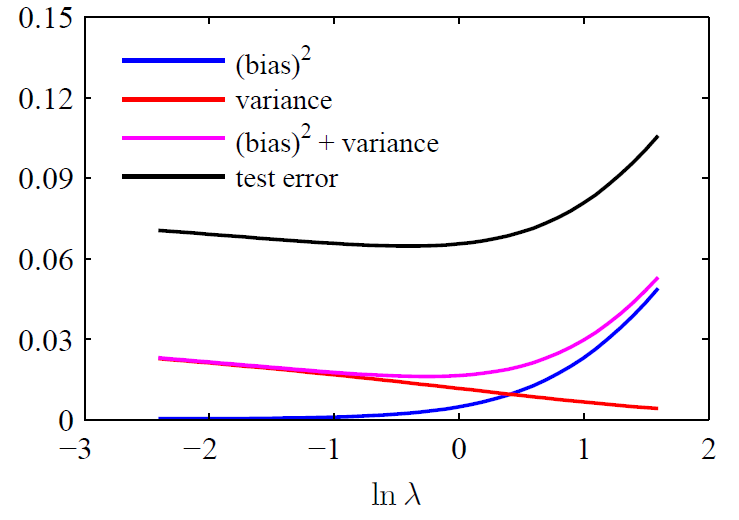 0.15
0.12
0.09
0.06
0.03
0
(bias)²
variance
(bias)² + variance
test error
−3 −2 −1 0 1 2
ln λ